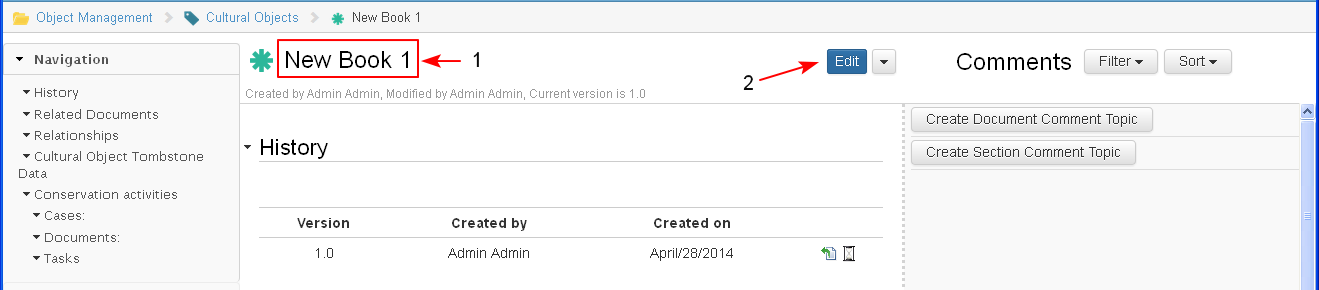 Object Management Cultural Objects New Book 1
Navigation
History
Related Documents
Relationships
Cultural Object Tombstone
Data
Conservation activities
Cases:
Documents:
Tasks
New Book 1
1
2
Edit
Created by Admin Admin, Modified by Admin Admin, Current version is 1.0
History
Version Created by Created on
1.0 Admin Admin April/28/2014
Comments Filter Sort
Create Document Comment Topic
Create Section Comment Topic